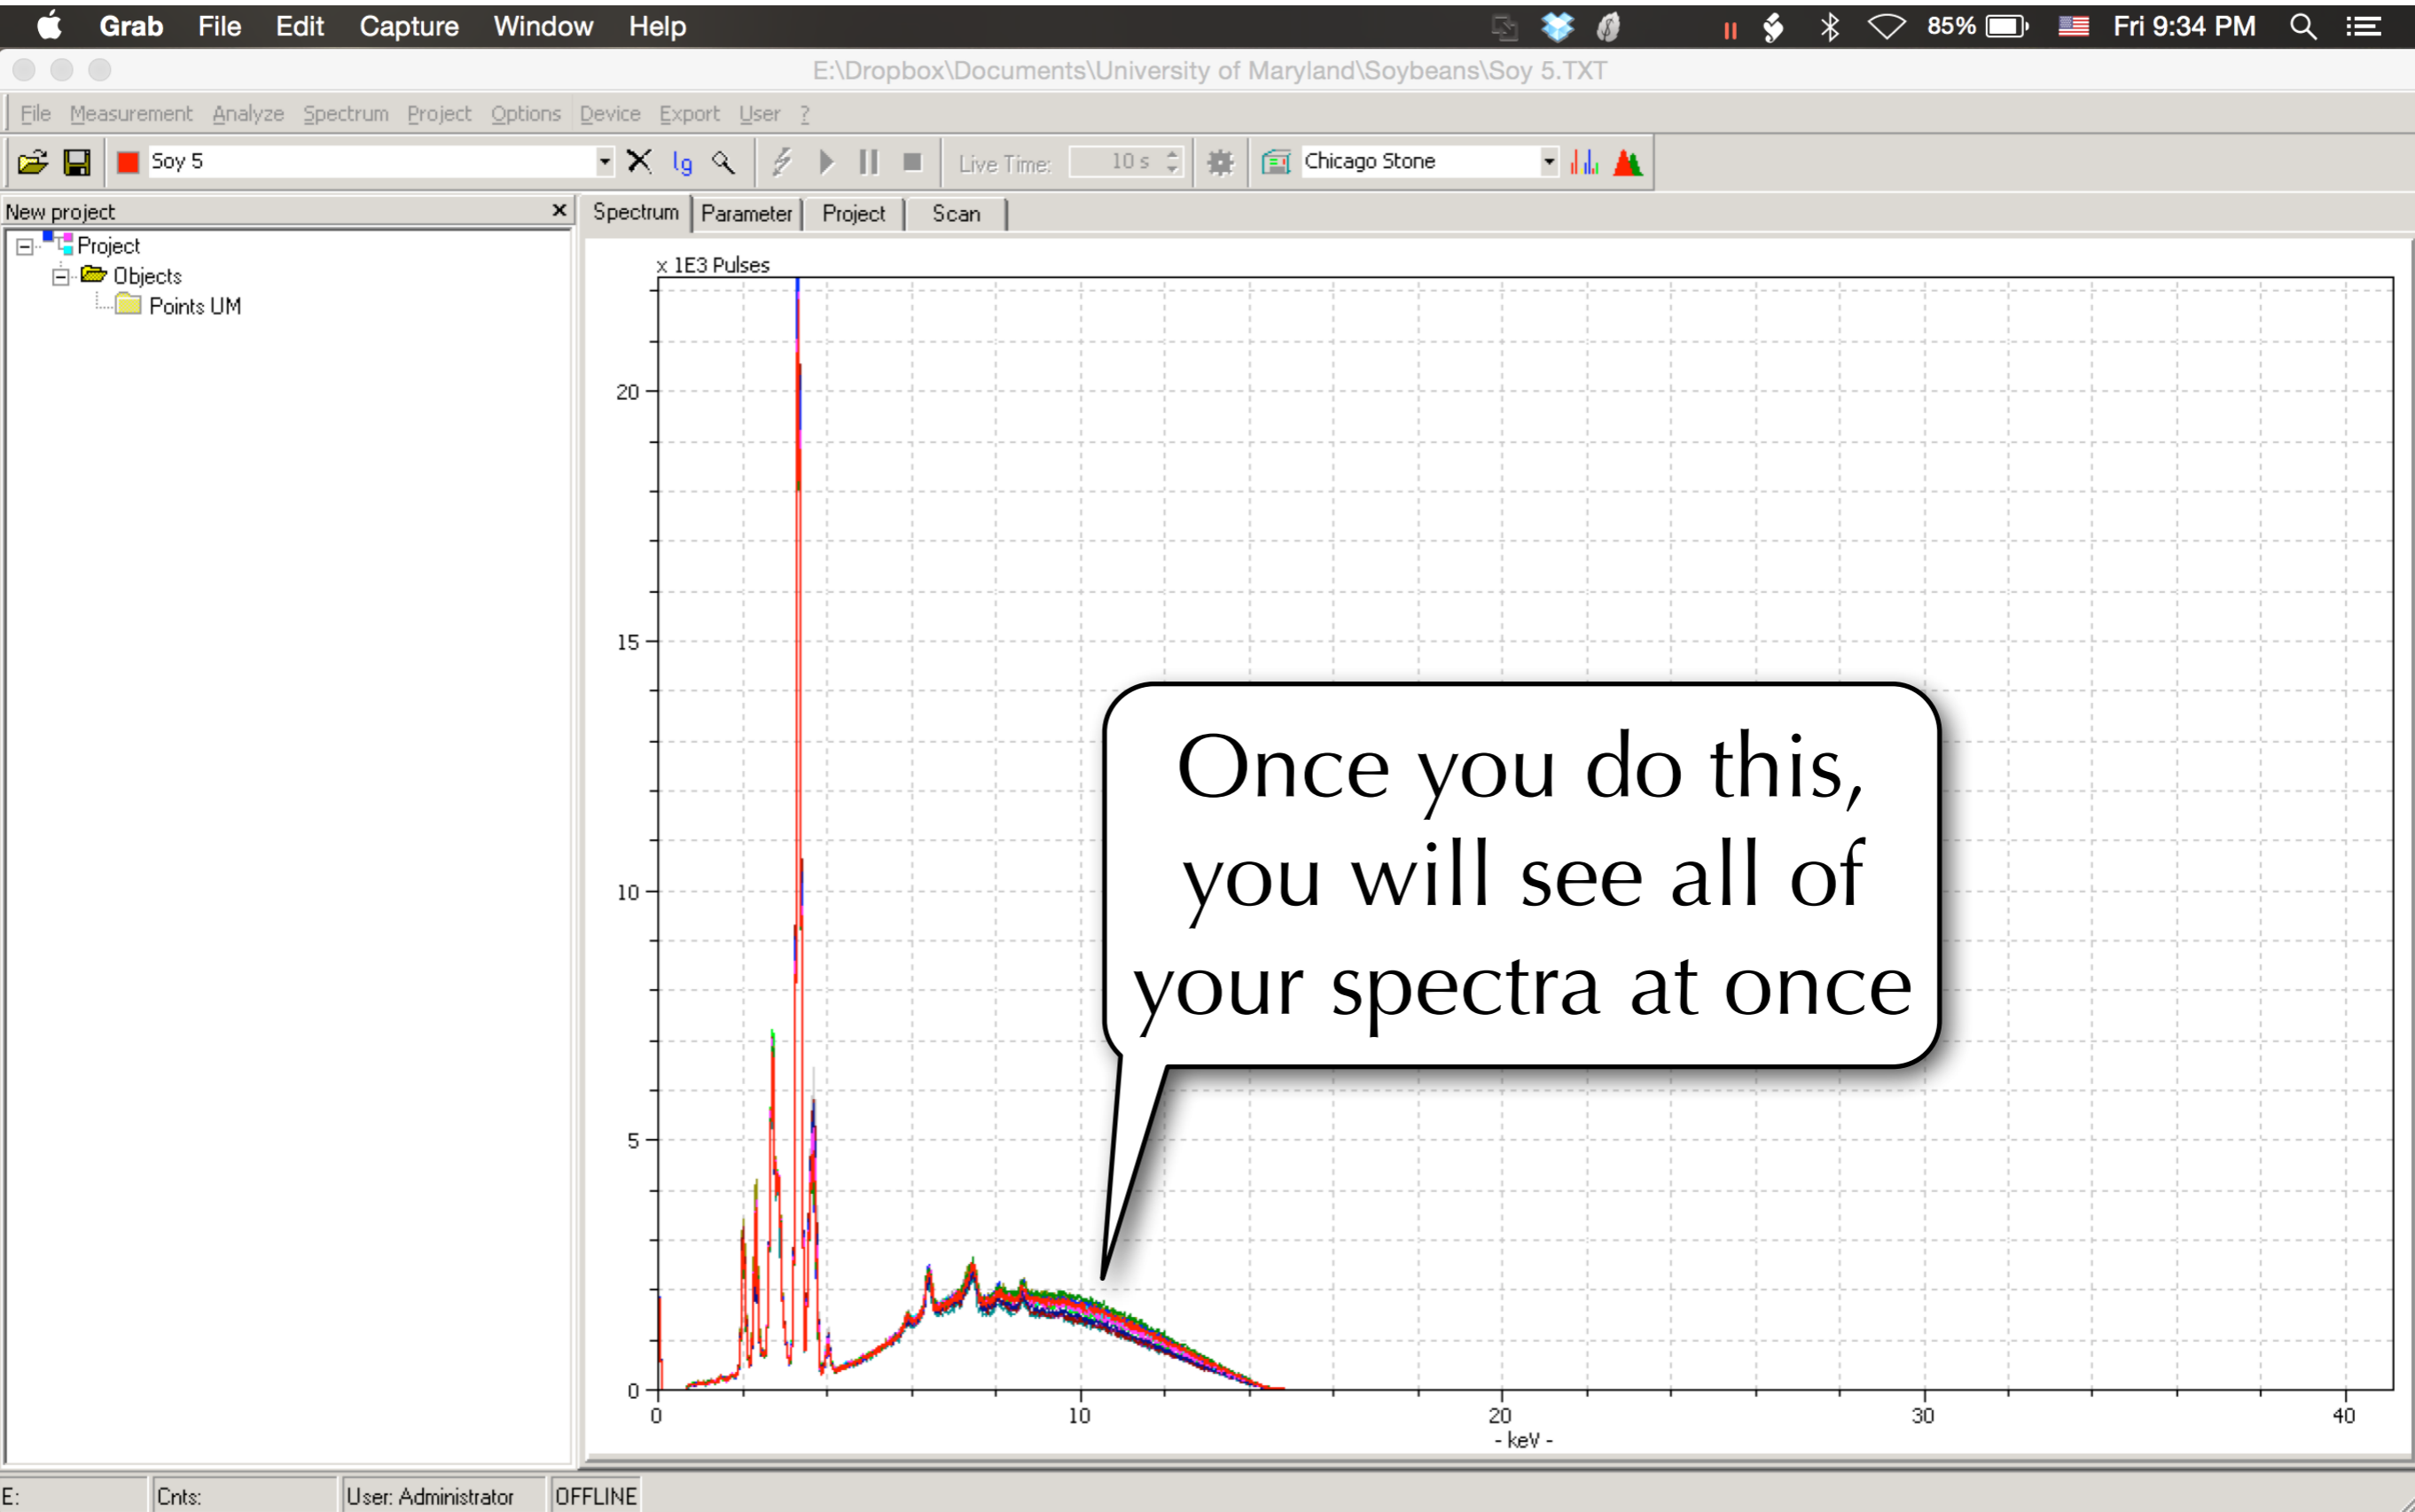 Grab File Edit Capture Window Help 85% Fri 9:34 PM
E:\Dropbox\Documents\University of Maryland\Soybeans\Soy 5.TXT
File Measurement Analyze Spectrum Project Options Device Export User ?
Soy 5 lg Live Time: 10 s Chicago Stone
New project
Spectrum Parameter Project Scan
Project
Objects
Points UM
x 1E3 Pulses
20
15
10
5
0
0 10 20 30 40
- keV -
Once you do this,
you will see all of
your spectra at once
E: Cnts: User: Administrator OFFLINE